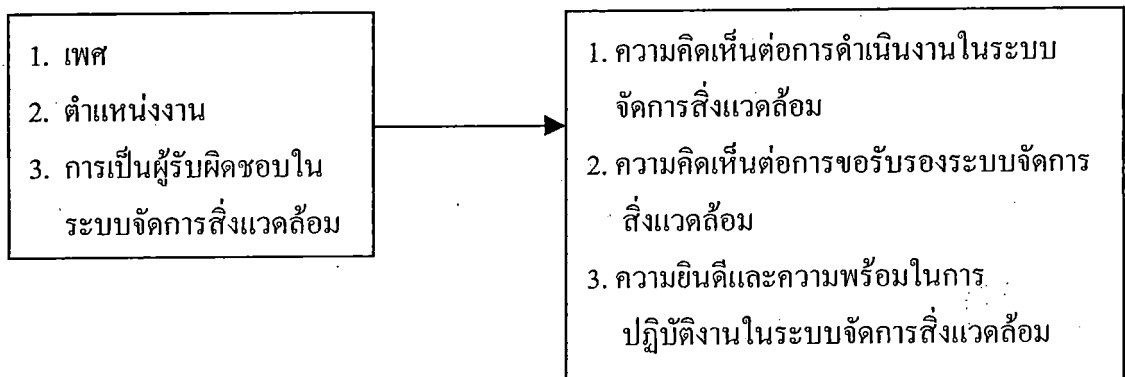 1. เพศ
2. ตำแหน่งงาน
3. การเป็นผู้รับผิดชอบใน
ระบบจัดการสิ่งแวดล้อม
1. ความคิดเห็นต่อการดำเนินงานในระบบ
จัดการสิ่งแวดล้อม
2. ความคิดเห็นต่อการขอรับรองระบบจัดการ
สิ่งแวดล้อม
3. ความยินดีและความพร้อมในการ
ปฏิบัติงานในระบบจัดการสิ่งแวดล้อม